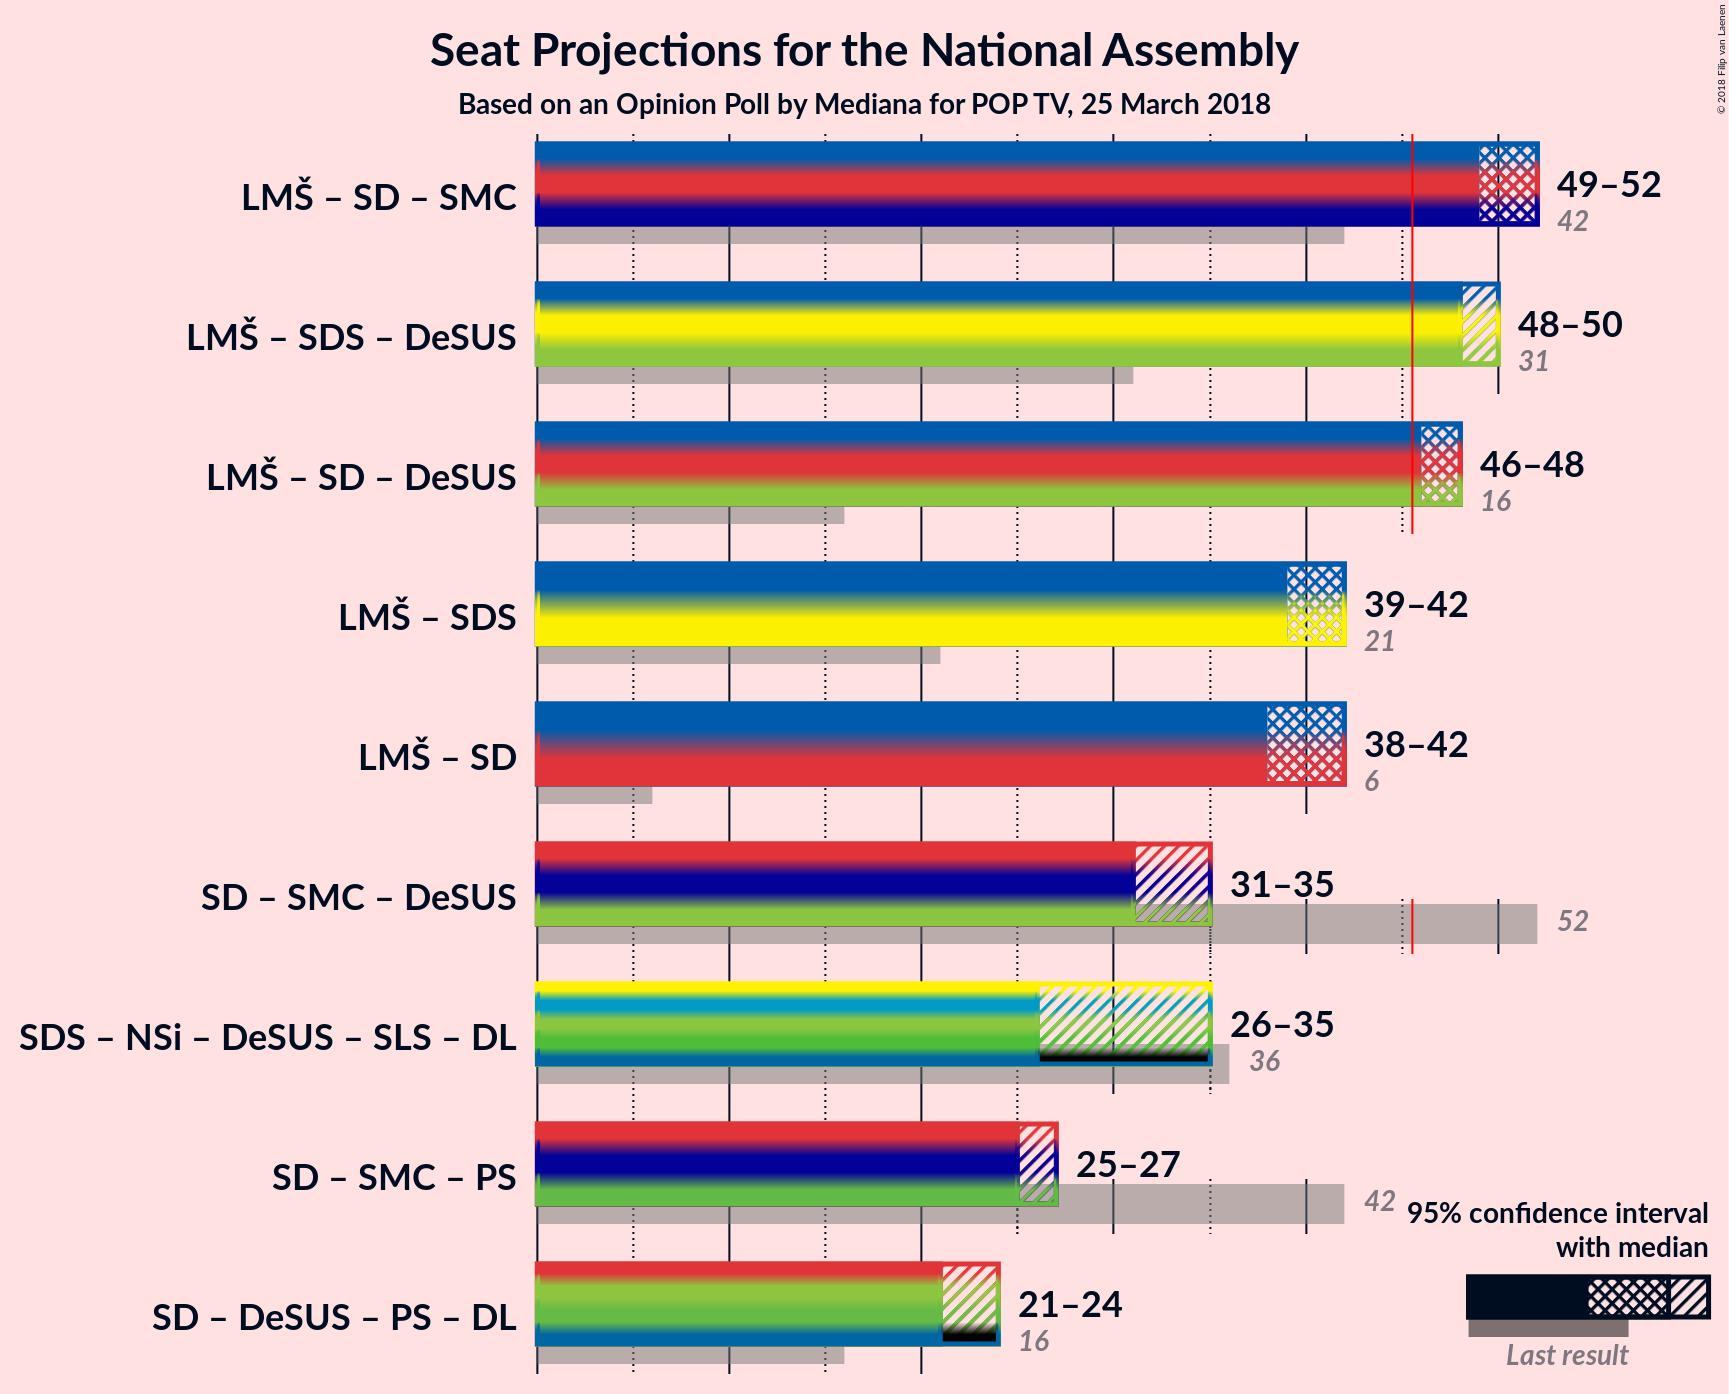 Seat Projections for the National Assembly
Based on an Opinion Poll by Mediana for POP TV, 25 March 2018
© 2018 Filip van Laenen
LMŠ – SD – SMC
49–52
42
LMŠ – SDS – DeSUS
48–50
31
LMŠ – SD – DeSUS
46–48
16
LMŠ – SDS
39–42
21
LMŠ – SD
38–42
6
SD – SMC – DeSUS
31–35
52
SDS – NSi – DeSUS – SLS – DL
26–35
36
SD – SMC – PS
25–27
42
SD – DeSUS – PS – DL
21–24
16
95% confidence interval
with median
Last result